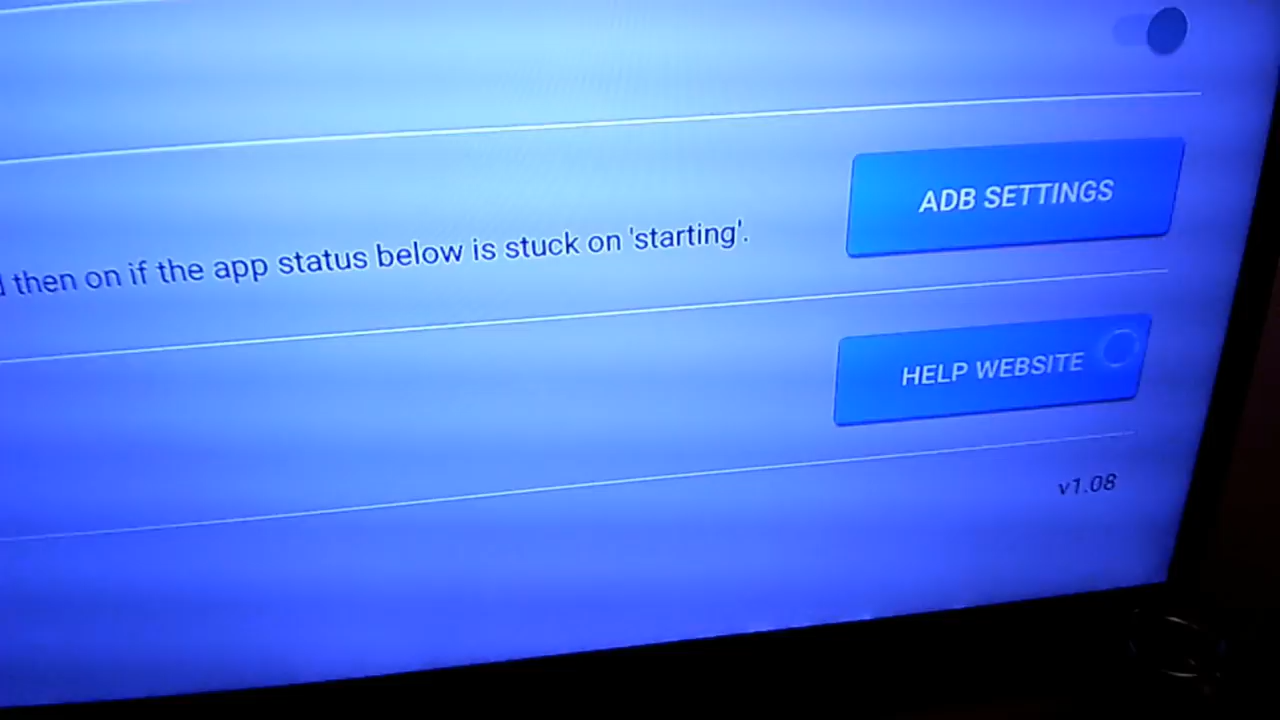 ADB SETTINGS
then on if the app status below is stuck on 'starting'.
HELP WEBSITE
v1.08